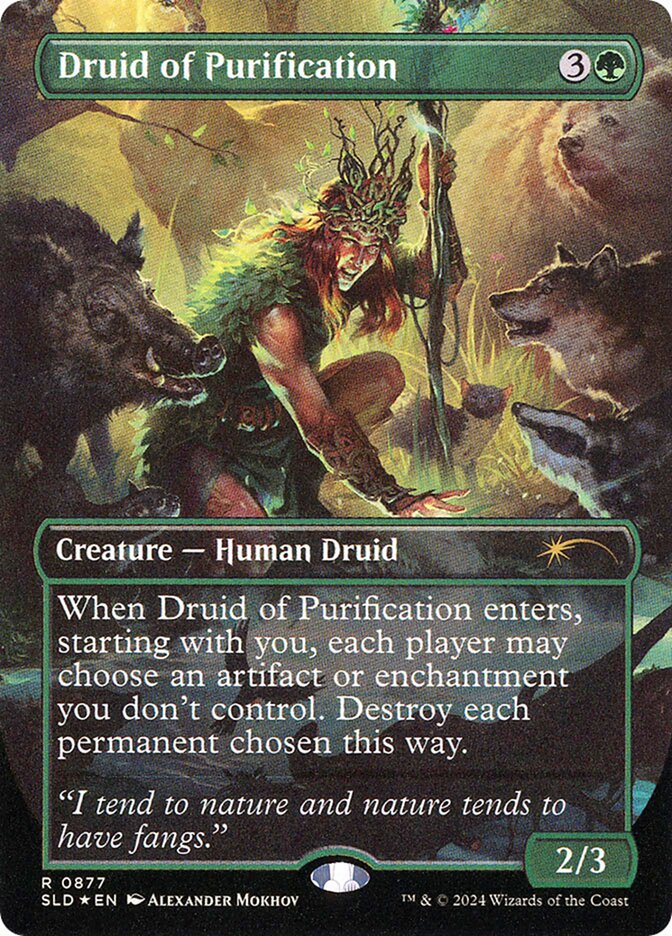 Druid of Purification
3
Creature — Human Druid
When Druid of Purification enters,
starting with you, each player may
choose an artifact or enchantment
you don't control. Destroy each
permanent chosen this way.
"I tend to nature and nature tends to
have fangs."
2/3
R 0877
SLD ★ EN Alexander Mokhov
™ & © 2024 Wizards of the Coast